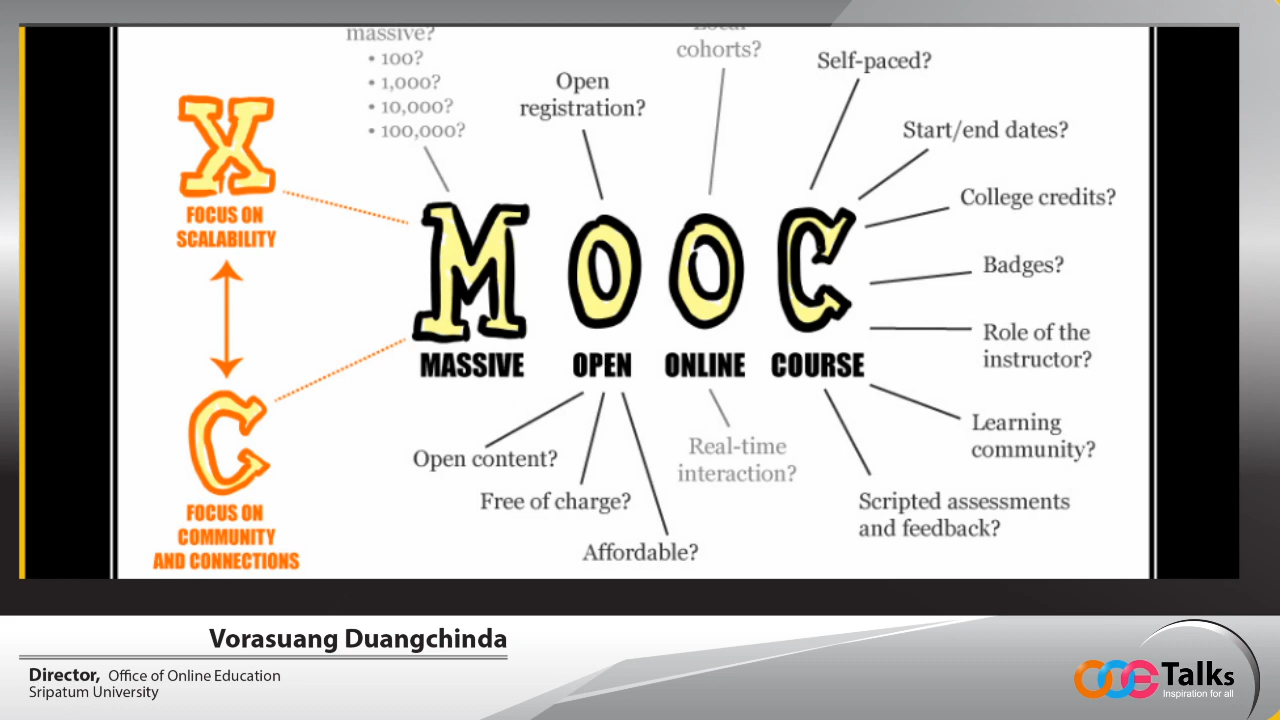 massive?
• 100?
• 1,000?
• 10,000?
• 100,000?
Open
registration?
Local
cohorts?
Self-paced?
Start/end dates?
College credits?
Badges?
Role of the
instructor?
Learning
community?
Scripted assessments
and feedback?
X
FOCUS ON
SCALABILITY
C
FOCUS ON
COMMUNITY
AND CONNECTIONS
MOOC
MASSIVE OPEN ONLINE COURSE
Open content?
Free of charge?
Affordable?
Real-time
interaction?
Vorasuang Duangchinda
Director, Office of Online Education
Sripatum University
OOE Talks
Inspiration for all